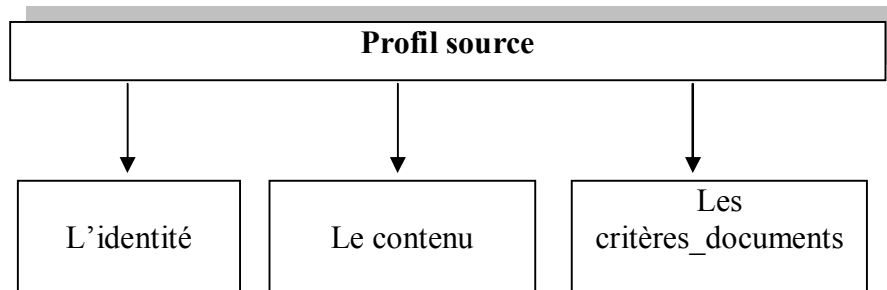 Profil source
L’identité
Le contenu
Les
critères_documents